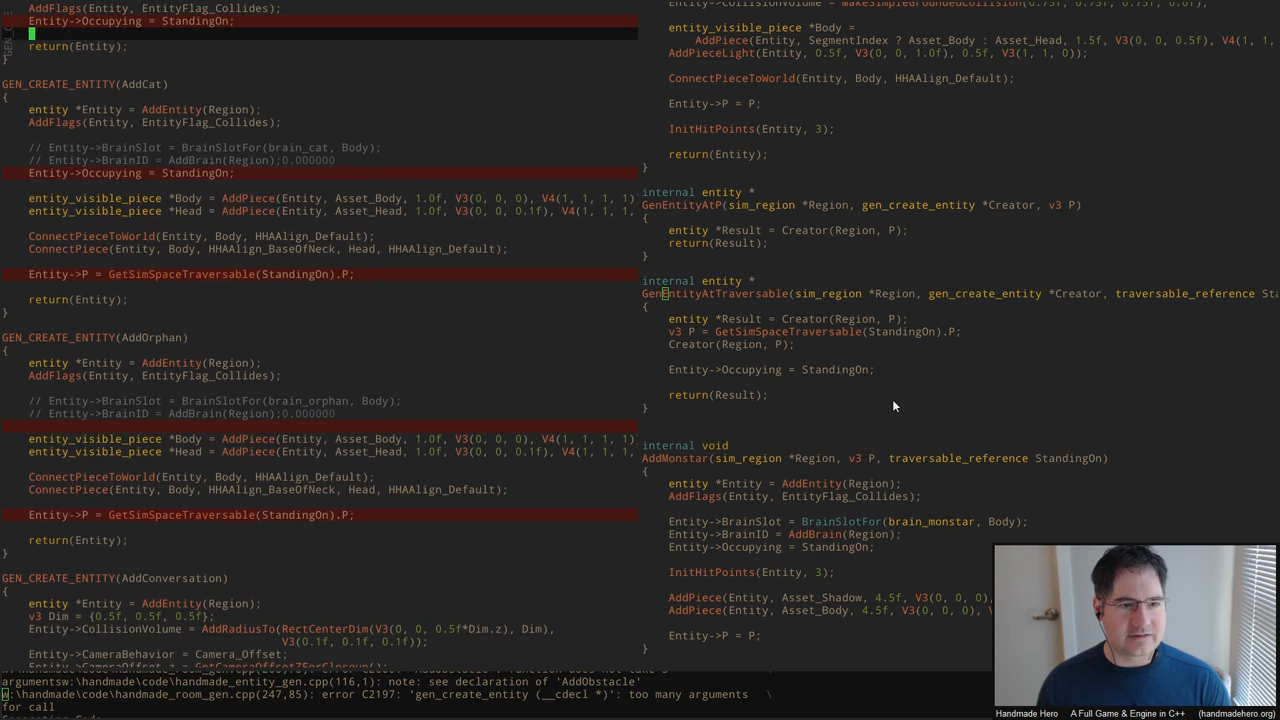 AddFlags(Entity, EntityFlag_Collides);
Entity->Occupying = StandingOn;
return(Entity);
}
GEN_CREATE_ENTITY(AddCat)
{
entity *Entity = AddEntity(Region);
AddFlags(Entity, EntityFlag_Collides);
// Entity->BrainSlot = BrainSlotFor(brain_cat, Body);
// Entity->BrainID = AddBrain(Region);0.000000
Entity->Occupying = StandingOn;
entity_visible_piece *Body = AddPiece(Entity, Asset_Body, 1.0f, V3(0, 0, 0), V4(1, 1, 1, 1)
entity_visible_piece *Head = AddPiece(Entity, Asset_Head, 1.0f, V3(0, 0, 0.1f), V4(1, 1, 1,
ConnectPieceToWorld(Entity, Body, HHAAlign_Default);
ConnectPiece(Entity, Body, HHAAlign_BaseOfNeck, Head, HHAAlign_Default);
Entity->P = GetSimSpaceTraversable(StandingOn).P;
return(Entity);
}
GEN_CREATE_ENTITY(AddOrphan)
{
entity *Entity = AddEntity(Region);
AddFlags(Entity, EntityFlag_Collides);
// Entity->BrainSlot = BrainSlotFor(brain_orphan, Body);
// Entity->BrainID = AddBrain(Region);0.000000
entity_visible_piece *Body = AddPiece(Entity, Asset_Body, 1.0f, V3(0, 0, 0), V4(1, 1, 1, 1)
entity_visible_piece *Head = AddPiece(Entity, Asset_Head, 1.0f, V3(0, 0, 0.1f), V4(1, 1, 1,
ConnectPieceToWorld(Entity, Body, HHAAlign_Default);
ConnectPiece(Entity, Body, HHAAlign_BaseOfNeck, Head, HHAAlign_Default);
Entity->P = GetSimSpaceTraversable(StandingOn).P;
return(Entity);
}
GEN_CREATE_ENTITY(AddConversation)
{
entity *Entity = AddEntity(Region);
v3 Dim = {0.5f, 0.5f, 0.5f};
Entity->CollisionVolume = AddRadiusTo(RectCenterDim(V3(0, 0, 0.5f*Dim.z), Dim),
V3(0.1f, 0.1f, 0.1f));
Entity->CameraBehavior = Camera_Offset;
Entity->CameraOffset.z = GetCameraOffsetZForCloseup();
entity_visible_piece *Body =
AddPiece(Entity, SegmentIndex ? Asset_Body : Asset_Head, 1.5f, V3(0, 0, 0.5f), V4(1, 1,
AddPieceLight(Entity, 0.5f, V3(0, 0, 1.0f), 0.5f, V3(1, 1, 0));
ConnectPieceToWorld(Entity, Body, HHAAlign_Default);
Entity->P = P;
InitHitPoints(Entity, 3);
return(Entity);
}
internal entity *
GenEntityAtP(sim_region *Region, gen_create_entity *Creator, v3 P)
{
entity *Result = Creator(Region, P);
return(Result);
}
internal entity *
GenEntityAtTraversable(sim_region *Region, gen_create_entity *Creator, traversable_reference Sta
{
entity *Result = Creator(Region, P);
v3 P = GetSimSpaceTraversable(StandingOn).P;
Creator(Region, P);
Entity->Occupying = StandingOn;
return(Result);
}
internal void
AddMonstar(sim_region *Region, v3 P, traversable_reference StandingOn)
{
entity *Entity = AddEntity(Region);
AddFlags(Entity, EntityFlag_Collides);
Entity->BrainSlot = BrainSlotFor(brain_monstar, Body);
Entity->BrainID = AddBrain(Region);
Entity->Occupying = StandingOn;
InitHitPoints(Entity, 3);
AddPiece(Entity, Asset_Shadow, 4.5f, V3(0, 0, 0),
AddPiece(Entity, Asset_Body, 4.5f, V3(0, 0, 0),
Entity->P = P;
}
argumentsw:\handmade\code\handmade_entity_gen.cpp(116,1): note: see declaration of 'AddObstacle'
w:\handmade\code\handmade_room_gen.cpp(247,85): error C2197: 'gen_create_entity (__cdecl *)': too many arguments \
for call
Handmade Hero | A Full Game & Engine in C++ | (handmadehero.org)